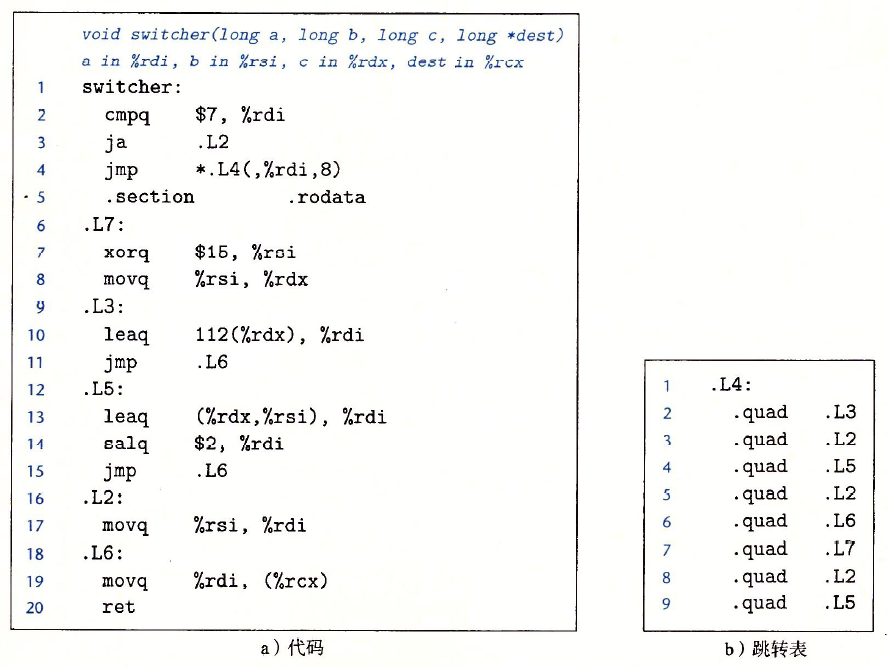 void switcher(long a, long b, long c, long *dest)
a in %rdi, b in %rsi, c in %rdx, dest in %rcx
1 switcher:
2 cmpq $7, %rdi
3 ja .L2
4 jmp *.L4(,%rdi,8)
5 .section .rodata
6 .L7:
7 xorq $15, %rsi
8 movq %rsi, %rdx
9 .L3:
10 leaq 112(%rdx), %rdi
11 jmp .L6
12 .L5:
13 leaq (%rdx,%rsi), %rdi
14 salq $2, %rdi
15 jmp .L6
16 .L2:
17 movq %rsi, %rdi
18 .L6:
19 movq %rdi, (%rcx)
20 ret
a）代码
1 .L4:
2 .quad .L3
3 .quad .L2
4 .quad .L5
5 .quad .L2
6 .quad .L6
7 .quad .L7
8 .quad .L2
9 .quad .L5
b）跳转表